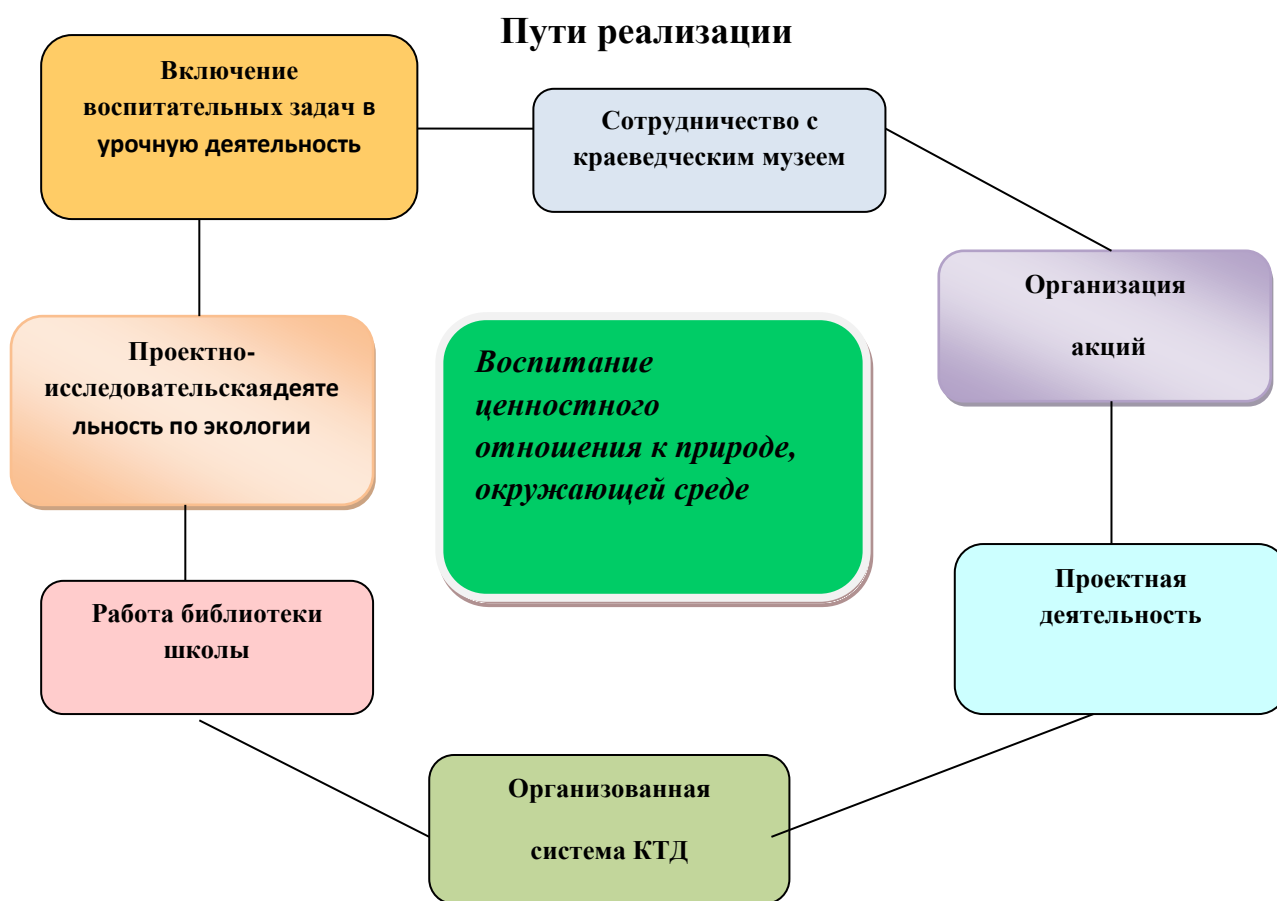 Пути реализации
Включение
воспитательных задач в
урочную деятельность
Сотрудничество с
краеведческим музеем
Организация
акций
Проектно-
исследовательскаядеяте
льность по экологии
Воспитание
ценностного
отношения к природе,
окружающей среде
Проектная
деятельность
Работа библиотеки
школы
Организованная
система КТД